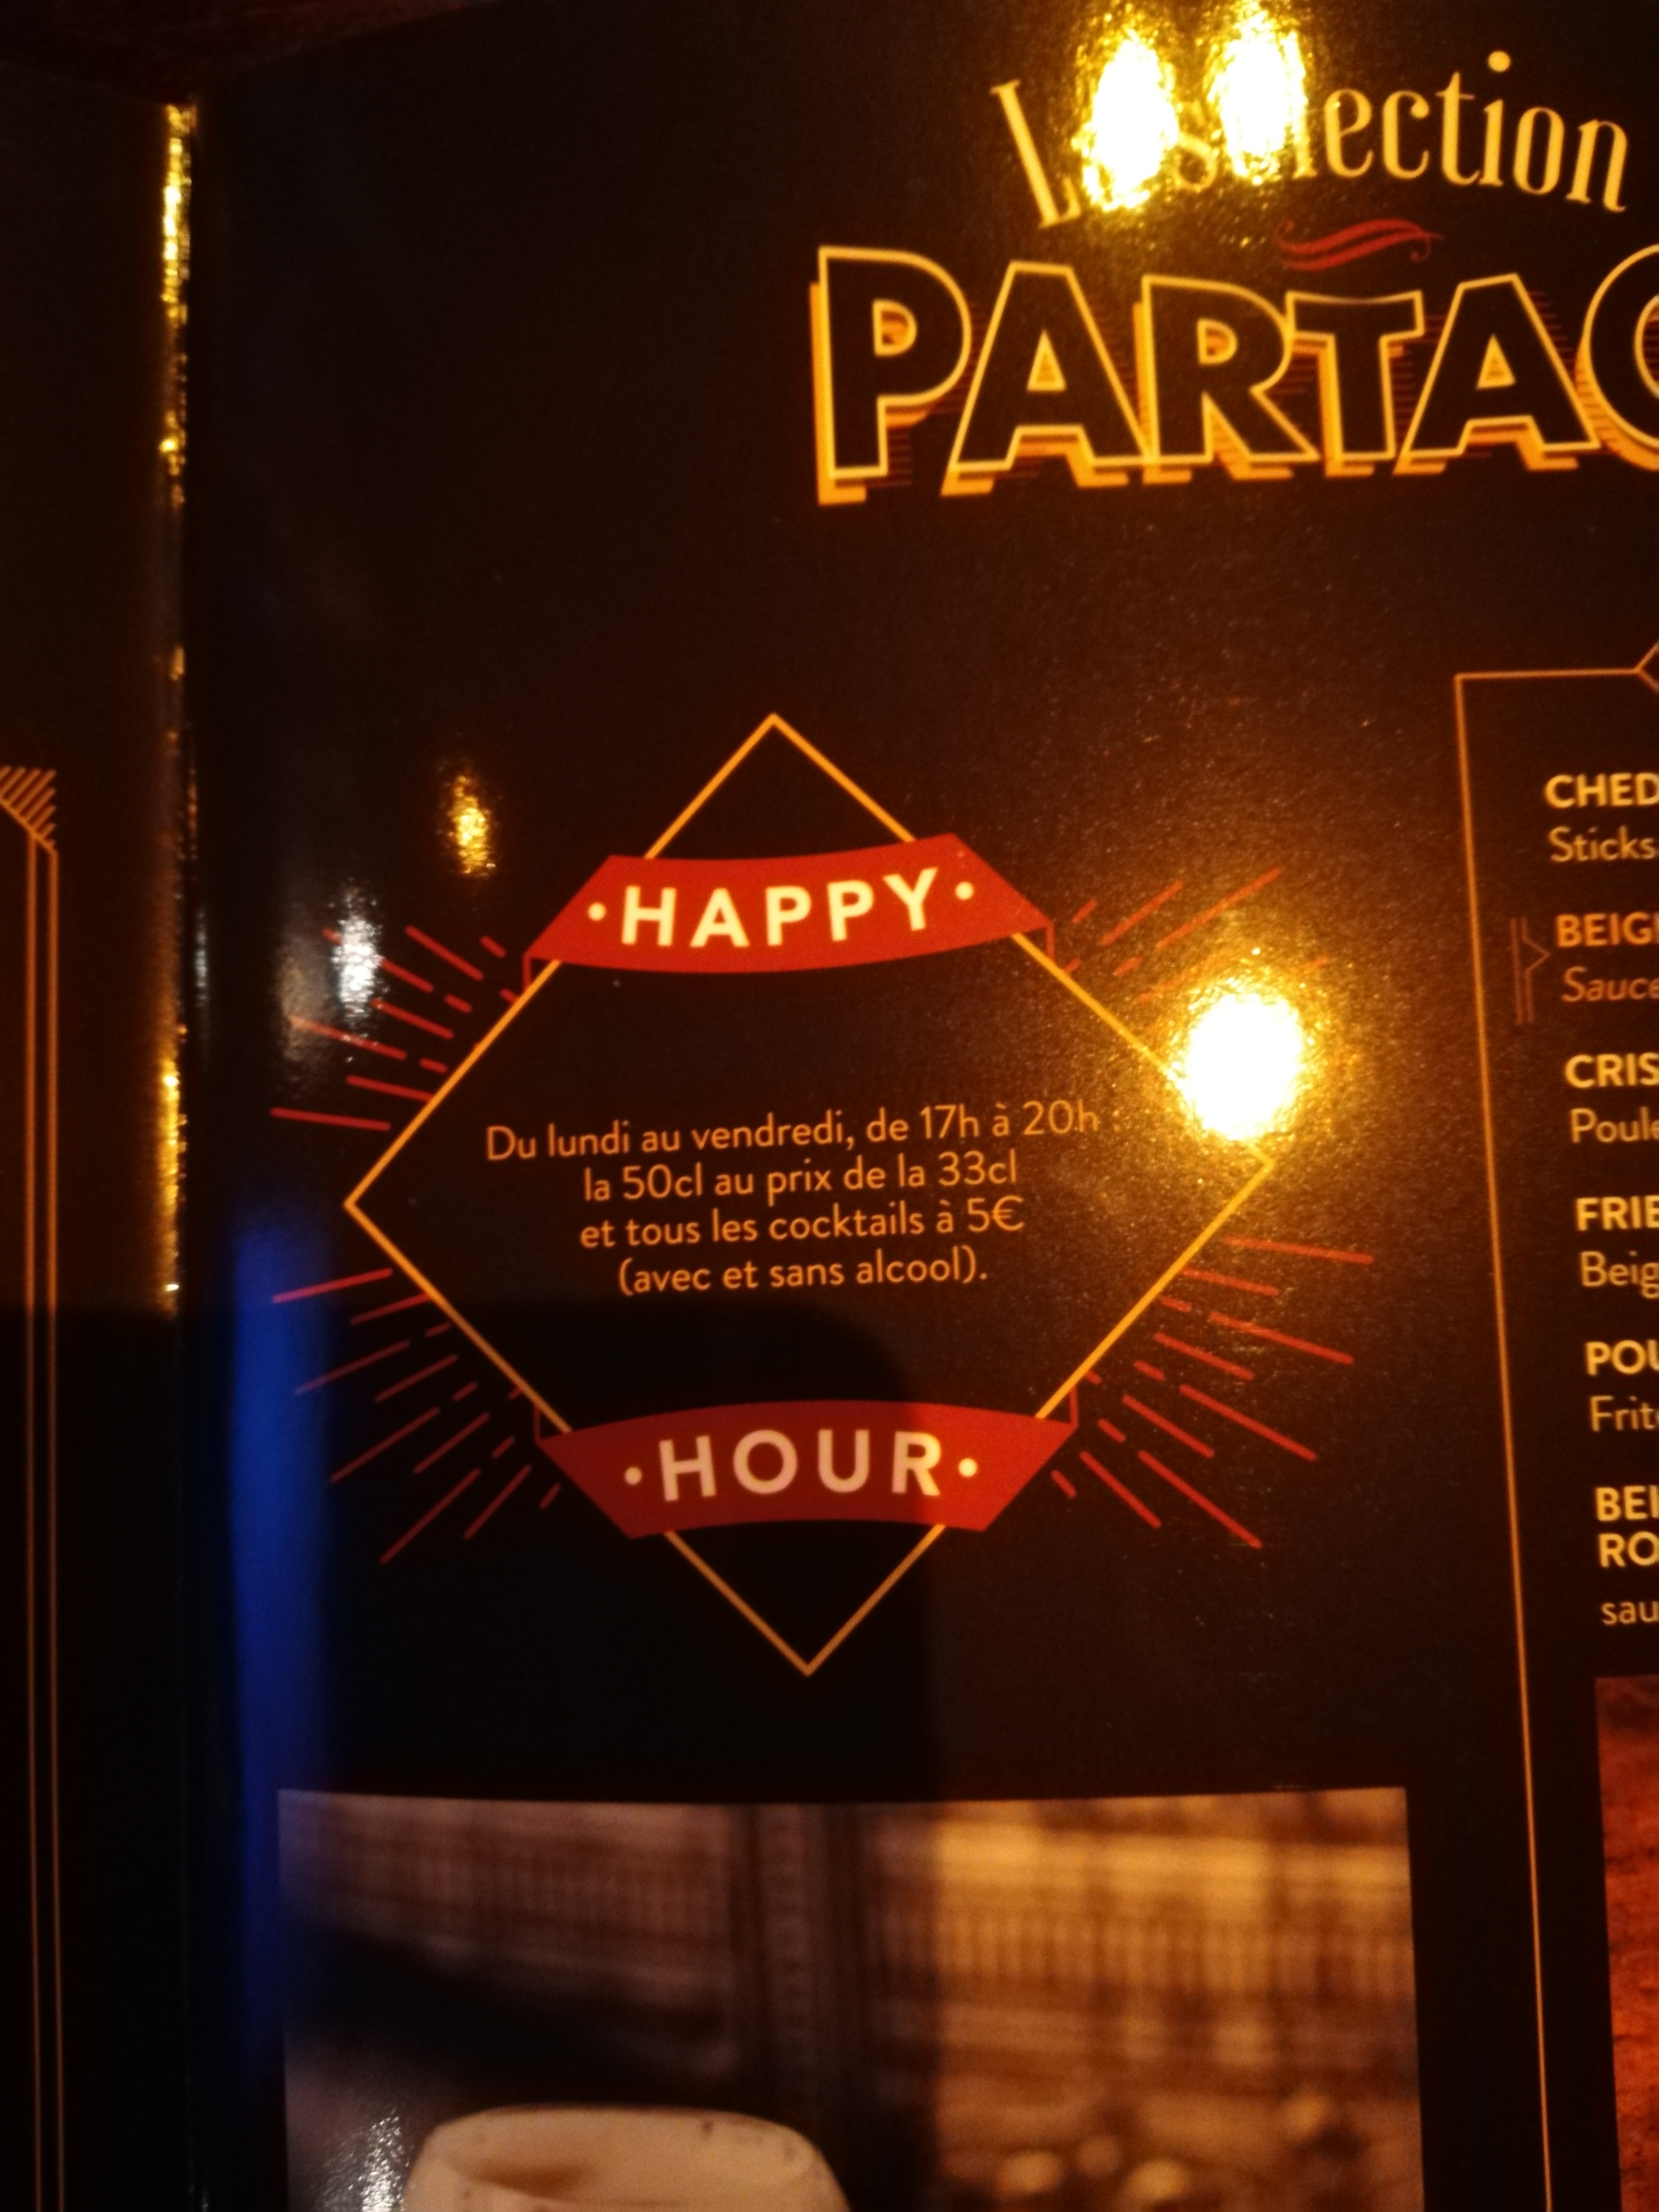 La sélection
PARTAG
HAPPY
Du lundi au vendredi, de 17h à 20h
la 50cl au prix de la 33cl
et tous les cocktails à 5€
(avec et sans alcool).
HOUR
CHED
Sticks
BEIG
Sauce
CRIS
Poule
FRIE
Beig
POU
Frit
BEI
RO
sau